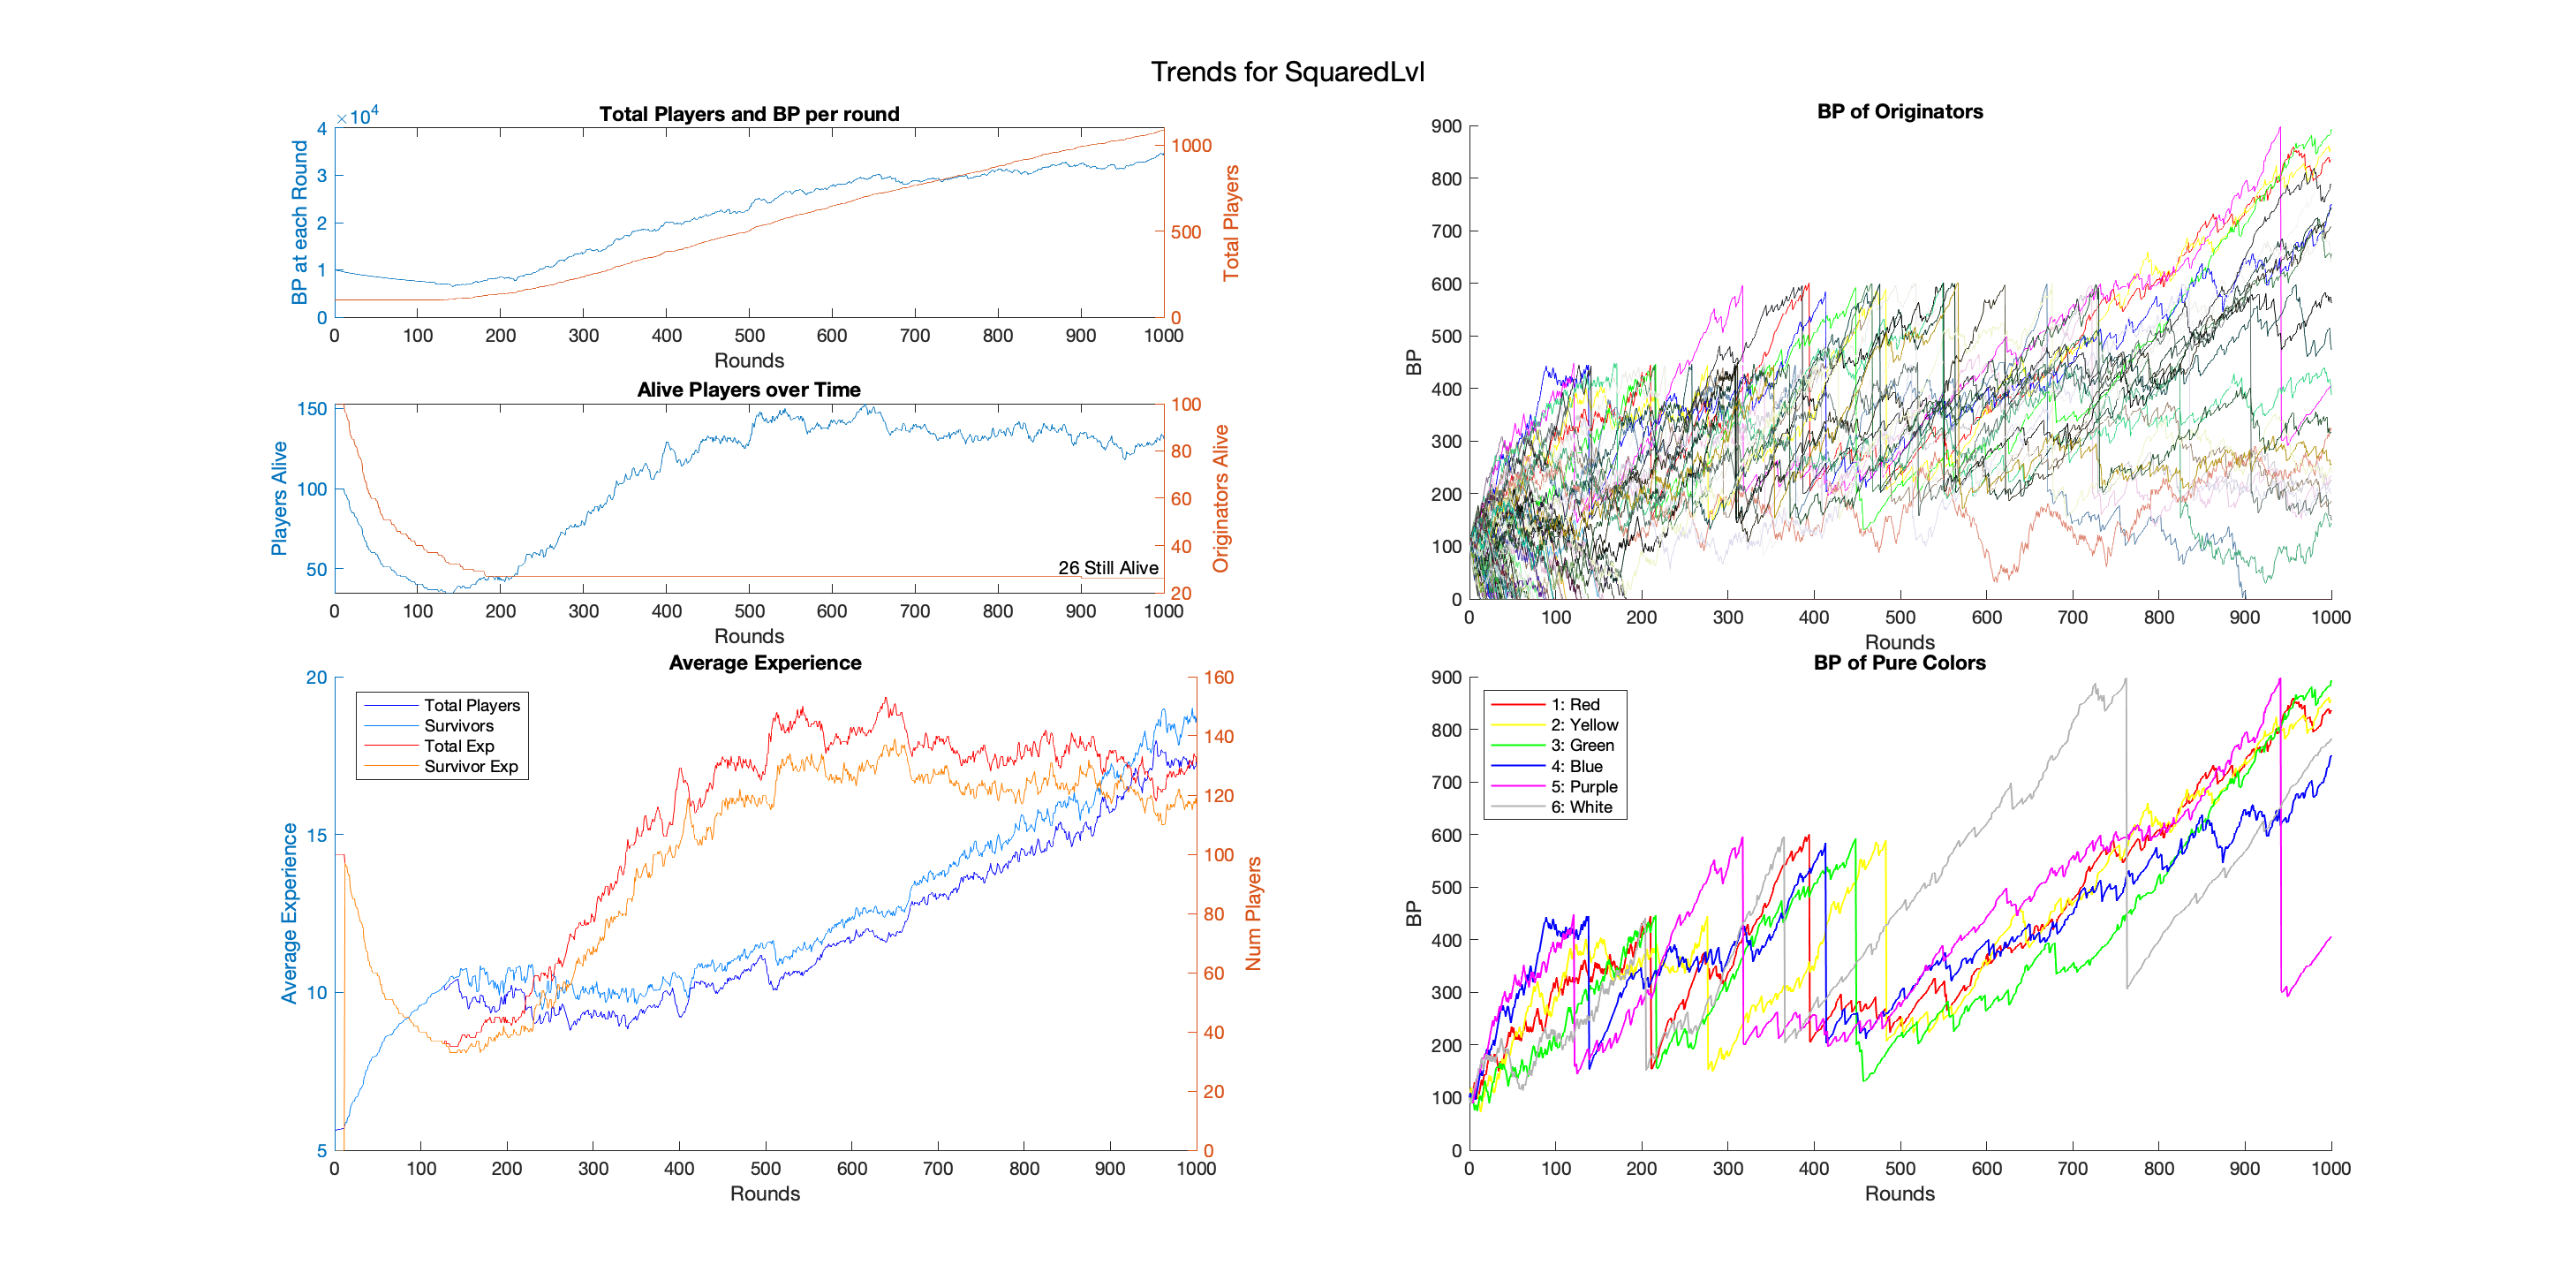 Trends for SquaredLvl
Total Players and BP per round
×10^4
4
3
2
1
0
BP at each Round
1000
500
0
Total Players
0 100 200 300 400 500 600 700 800 900 1000
Rounds
Alive Players over Time
150
100
50
Players Alive
100
80
60
40
20
Originators Alive
26 Still Alive
0 100 200 300 400 500 600 700 800 900 1000
Rounds
Average Experience
20
15
10
5
Average Experience
Total Players
Survivors
Total Exp
Survivor Exp
160
140
120
100
80
60
40
20
0
Num Players
0 100 200 300 400 500 600 700 800 900 1000
Rounds
BP of Originators
900
800
700
600
500
400
300
200
100
0
BP
0 100 200 300 400 500 600 700 800 900 1000
Rounds
BP of Pure Colors
900
800
700
600
500
400
300
200
100
0
BP
1: Red
2: Yellow
3: Green
4: Blue
5: Purple
6: White
0 100 200 300 400 500 600 700 800 900 1000
Rounds